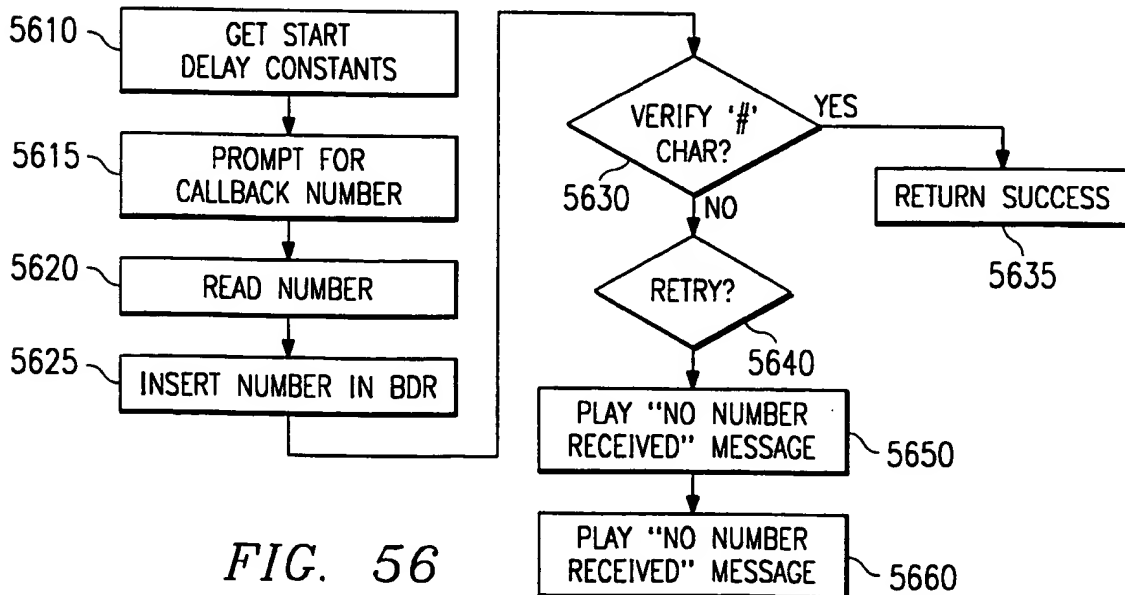 5610
GET START
DELAY CONSTANTS
5615
PROMPT FOR
CALLBACK NUMBER
5620
READ NUMBER
5625
INSERT NUMBER IN BDR
VERIFY '#'
CHAR?
5630
YES
RETURN SUCCESS
5635
NO
RETRY?
5640
PLAY "NO NUMBER
RECEIVED" MESSAGE
5650
PLAY "NO NUMBER
RECEIVED" MESSAGE
5660
FIG. 56